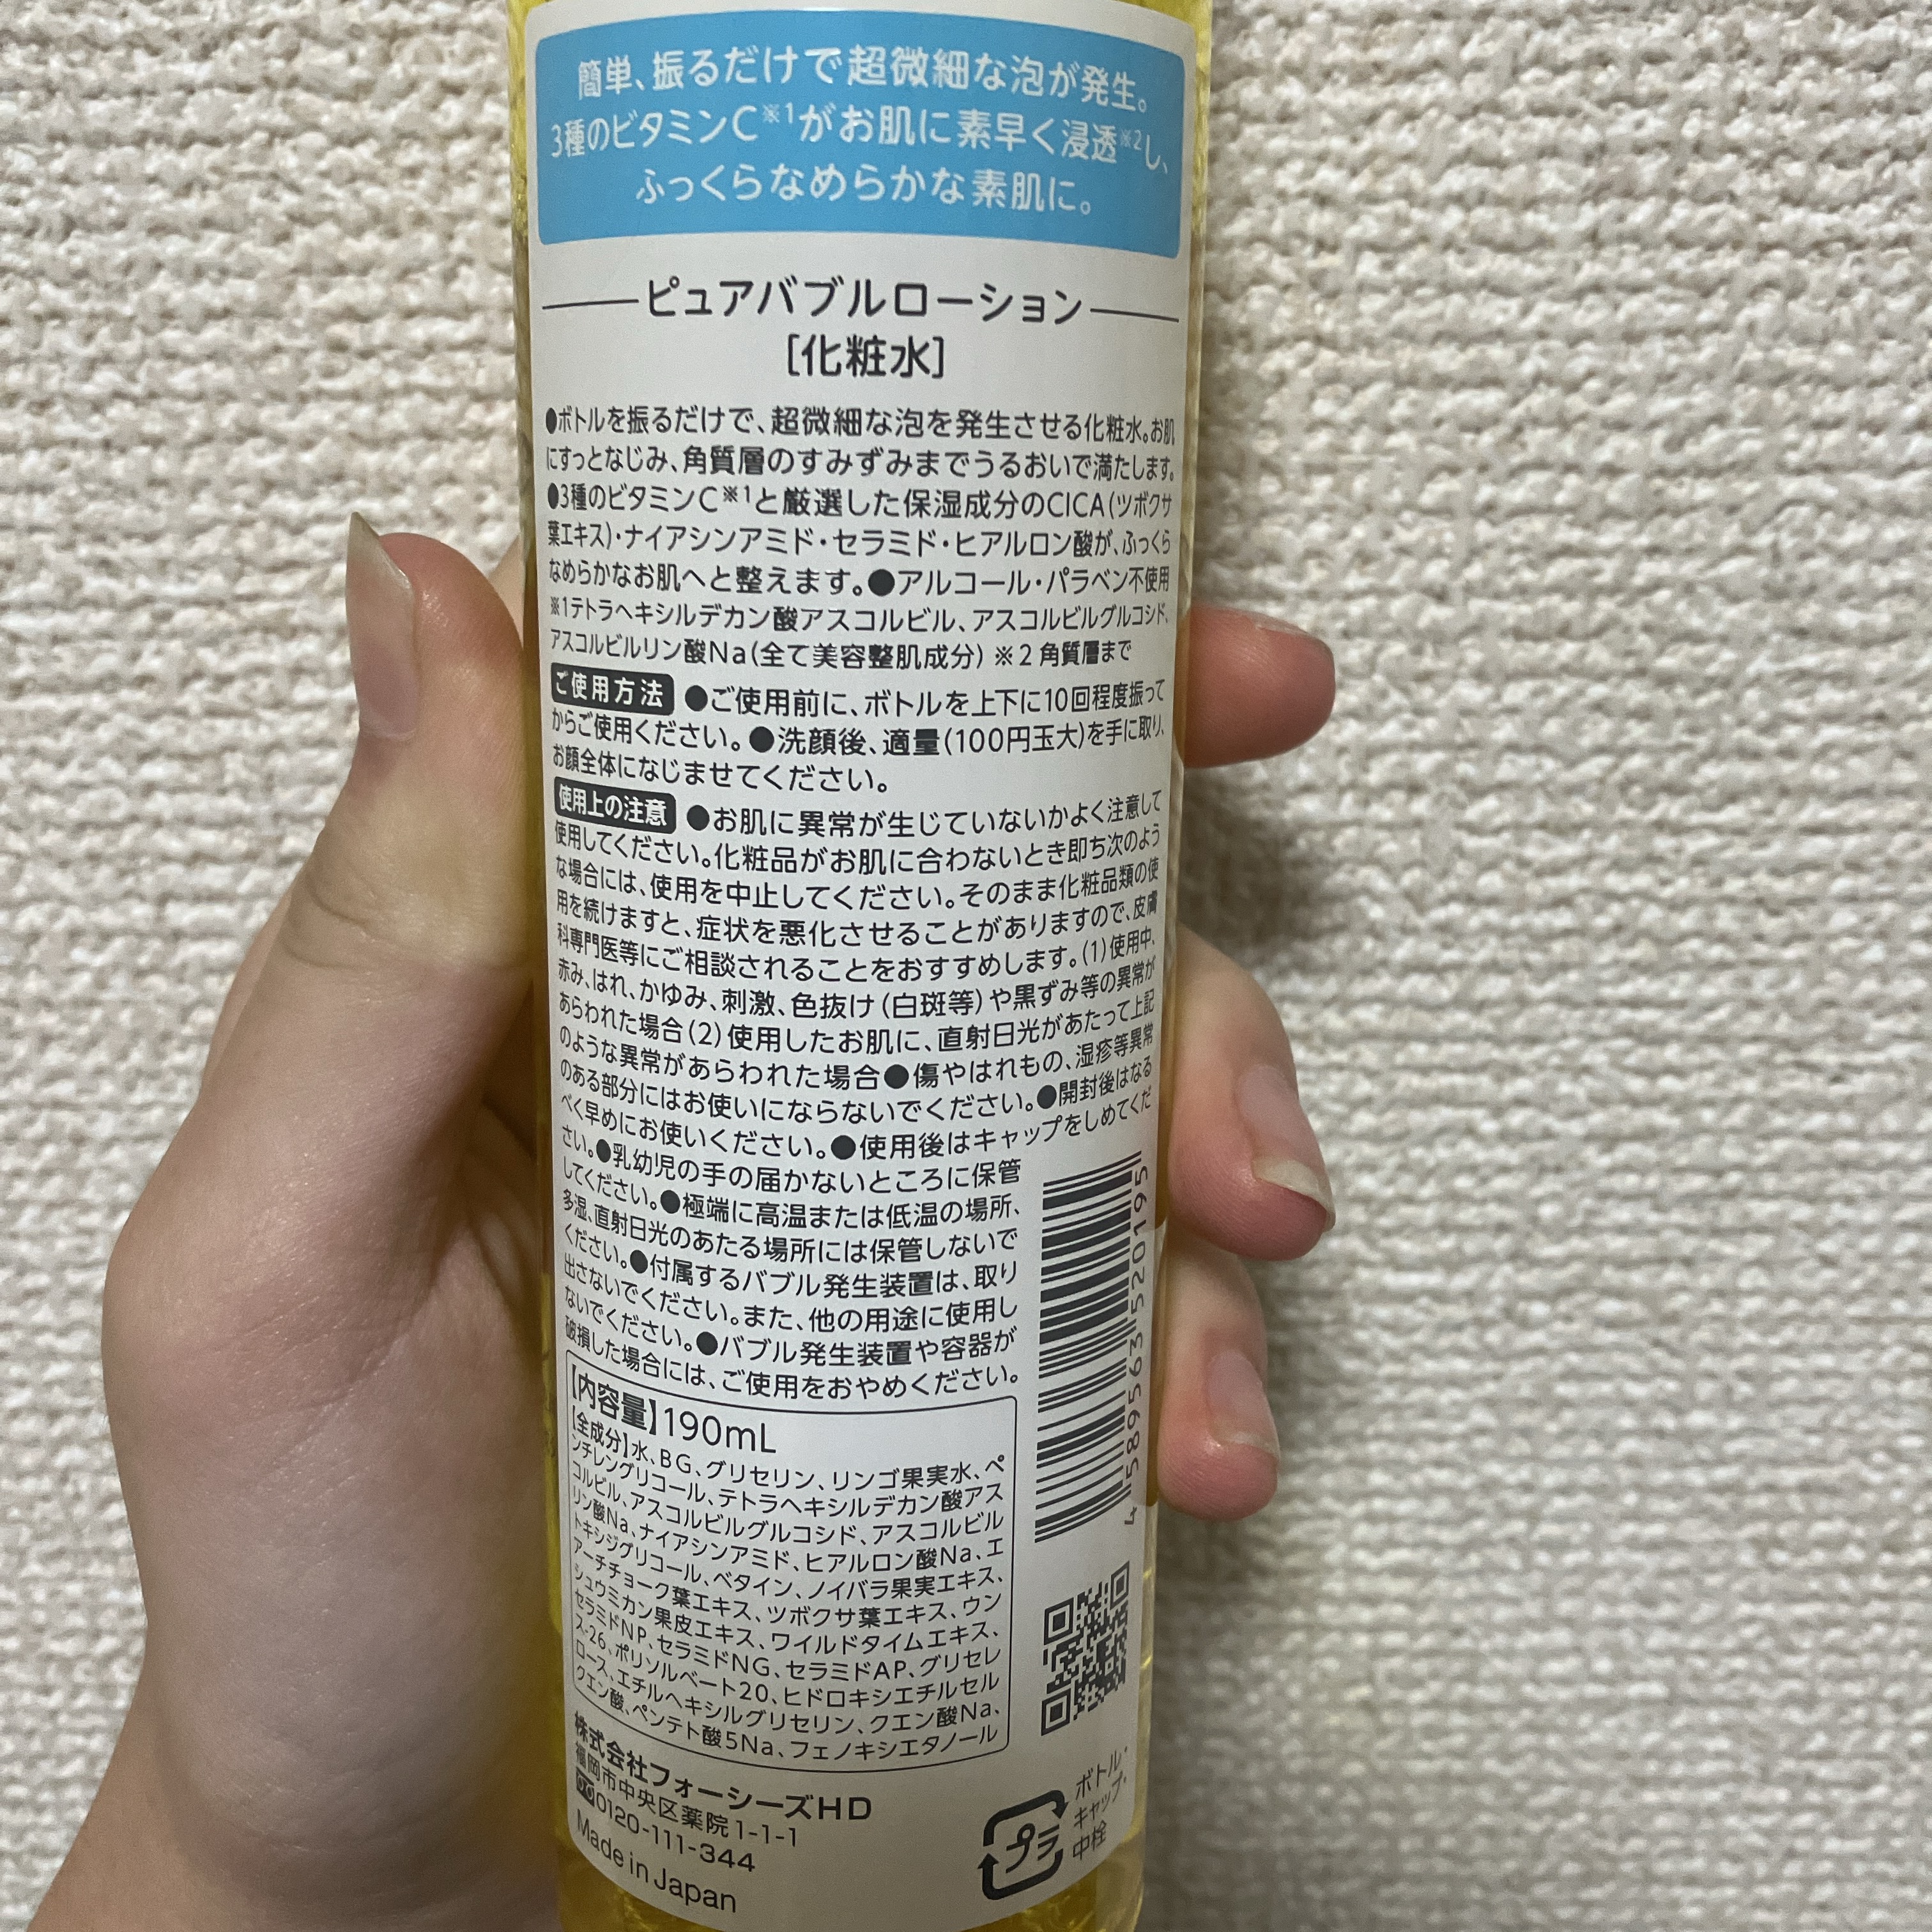 簡単、振るだけで超微細な泡が発生。
3種のビタミンC※1がお肌に素早く浸透※2し、
ふっくらなめらかな素肌に。
ピュアバブルローション
[化粧水]
●ボトルを振るだけで、超微細な泡を発生させる化粧水。お肌
にすっとなじみ、角質層のすみずみまでうるおいで満たします。
●3種のビタミンC※1と厳選した保湿成分のCICA(ツボクサ
葉エキス)・ナイアシンアミド・セラミド・ヒアルロン酸が、ふっくら
なめらかなお肌へと整えます。●アルコール・パラベン不使用
※1テトラヘキシルデカン酸アスコルビル、アスコルビルグルコシド、
アスコルビルリン酸Na(全て美容整肌成分) ※2 角質層まで
ご使用方法 ●ご使用前に、ボトルを上下に10回程度振って
からご使用ください。●洗顔後、適量(100円玉大)を手に取り、
お顔全体になじませてください。
使用上の注意 ●お肌に異常が生じていないかよく注意して
使用してください。化粧品がお肌に合わないとき即ち次のよう
な場合には、使用を中止してください。そのまま化粧品類の使
用を続けますと、症状を悪化させることがありますので、皮膚
科専門医等にご相談されることをおすすめします。(1)使用中、
赤み、はれ、かゆみ、刺激、色抜け(白斑等)や黒ずみ等の異常が
あらわれた場合(2)使用したお肌に、直射日光があたって上記
のような異常があらわれた場合●傷やはれもの、湿疹等異常
のある部分にはお使いにならないでください。●開封後はなる
べく早めにお使いください。●使用後はキャップをしめてくだ
さい。●乳幼児の手の届かないところに保管
してください。●極端に高温または低温の場所、
多湿、直射日光のあたる場所には保管しないで
ください。●付属するバブル発生装置は、取り
出さないでください。また、他の用途に使用し
ないでください。●バブル発生装置や容器が
破損した場合には、ご使用をおやめください。
【内容量】190mL
【全成分】水、BG、グリセリン、リンゴ果実水、ペ
ンチレングリコール、テトラヘキシルデカン酸アス
コルビル、アスコルビルグルコシド、アスコルビル
リン酸Na、ナイアシンアミド、ヒアルロン酸Na、エ
トキシジグリコール、ベタイン、ノイバラ果実エキス、
アーチチョーク葉エキス、ツボクサ葉エキス、ウン
シュウミカン果皮エキス、ワイルドタイムエキス、
セラミドNP、セラミドNG、セラミドAP、グリセレ
ス-26、ポリソルベート20、ヒドロキシエチルセル
ロース、エチルヘキシルグリセリン、クエン酸Na、
クエン酸、ペンテト酸5Na、フェノキシエタノール
株式会社フォーシーズHD
福岡市中央区薬院1-1-1
0120-111-344
Made in Japan
4 589563 520195
プラ
ボトル・
キャップ・
中栓